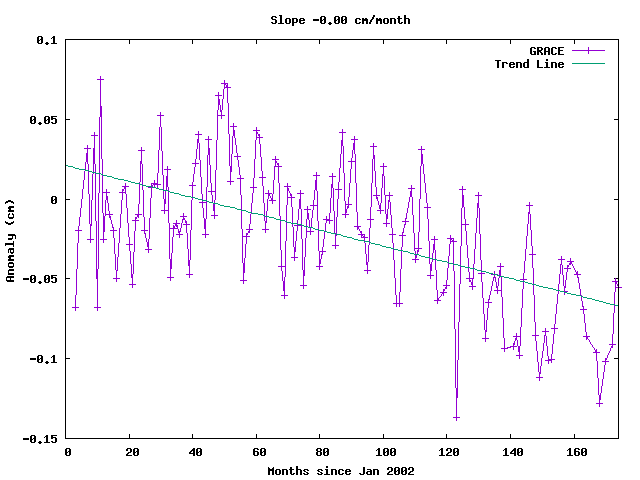 Slope -0.00 cm/month
GRACE
Trend Line
0.1
0.05
0
-0.05
-0.1
-0.15
Anomaly (cm)
0 20 40 60 80 100 120 140 160
Months since Jan 2002